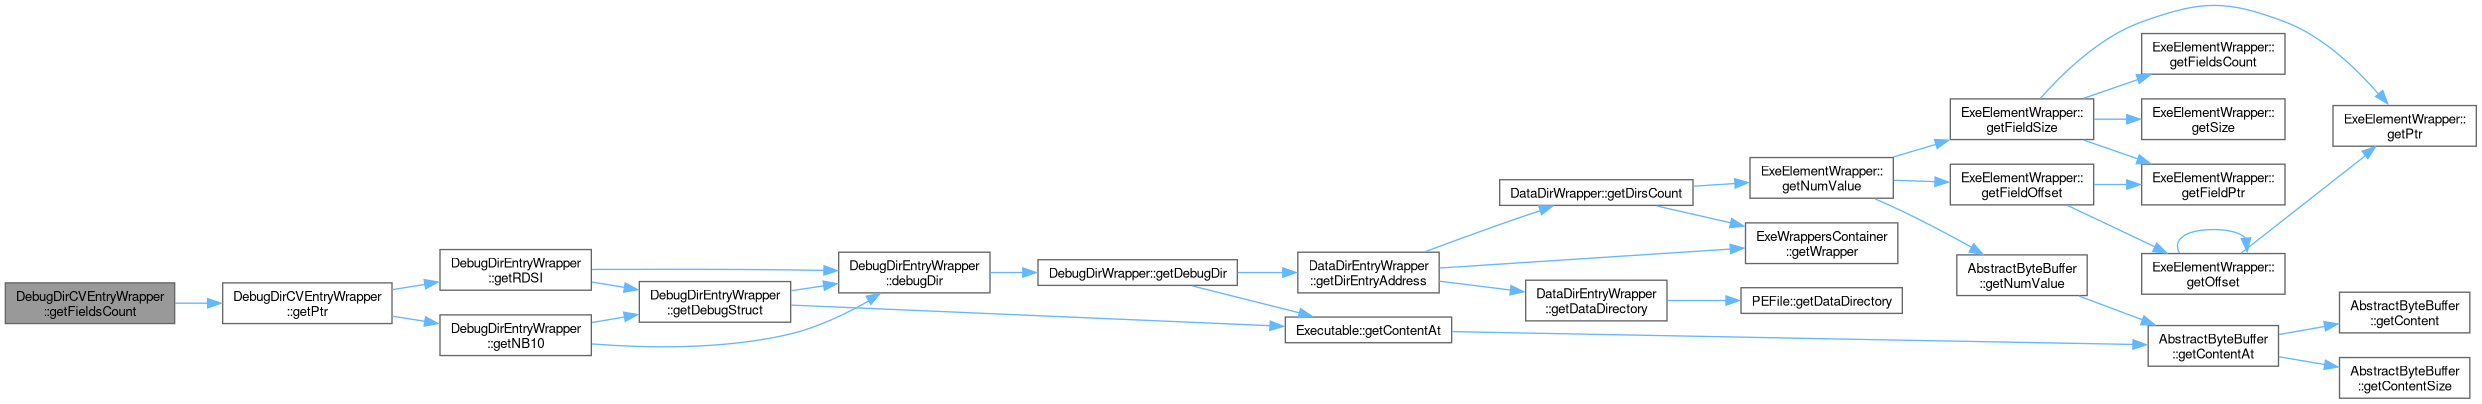 DebugDirCVEntryWrapper
::getFieldsCount
DebugDirCVEntryWrapper
::getPtr
DebugDirEntryWrapper
::getRDSI
DebugDirEntryWrapper
::getNB10
DebugDirEntryWrapper
::getDebugStruct
DebugDirEntryWrapper
::debugDir
DebugDirWrapper::getDebugDir
DataDirEntryWrapper
::getDirEntryAddress
Executable::getContentAt
DataDirWrapper::getDirsCount
DataDirEntryWrapper
::getDataDirectory
ExeElementWrapper::
getNumValue
ExeWrappersContainer
::getWrapper
PEFile::getDataDirectory
ExeElementWrapper::
getFieldSize
ExeElementWrapper::
getFieldOffset
AbstractByteBuffer
::getNumValue
ExeElementWrapper::
getFieldsCount
ExeElementWrapper::
getSize
ExeElementWrapper::
getFieldPtr
ExeElementWrapper::
getOffset
AbstractByteBuffer
::getContentAt
ExeElementWrapper::
getPtr
AbstractByteBuffer
::getContent
AbstractByteBuffer
::getContentSize